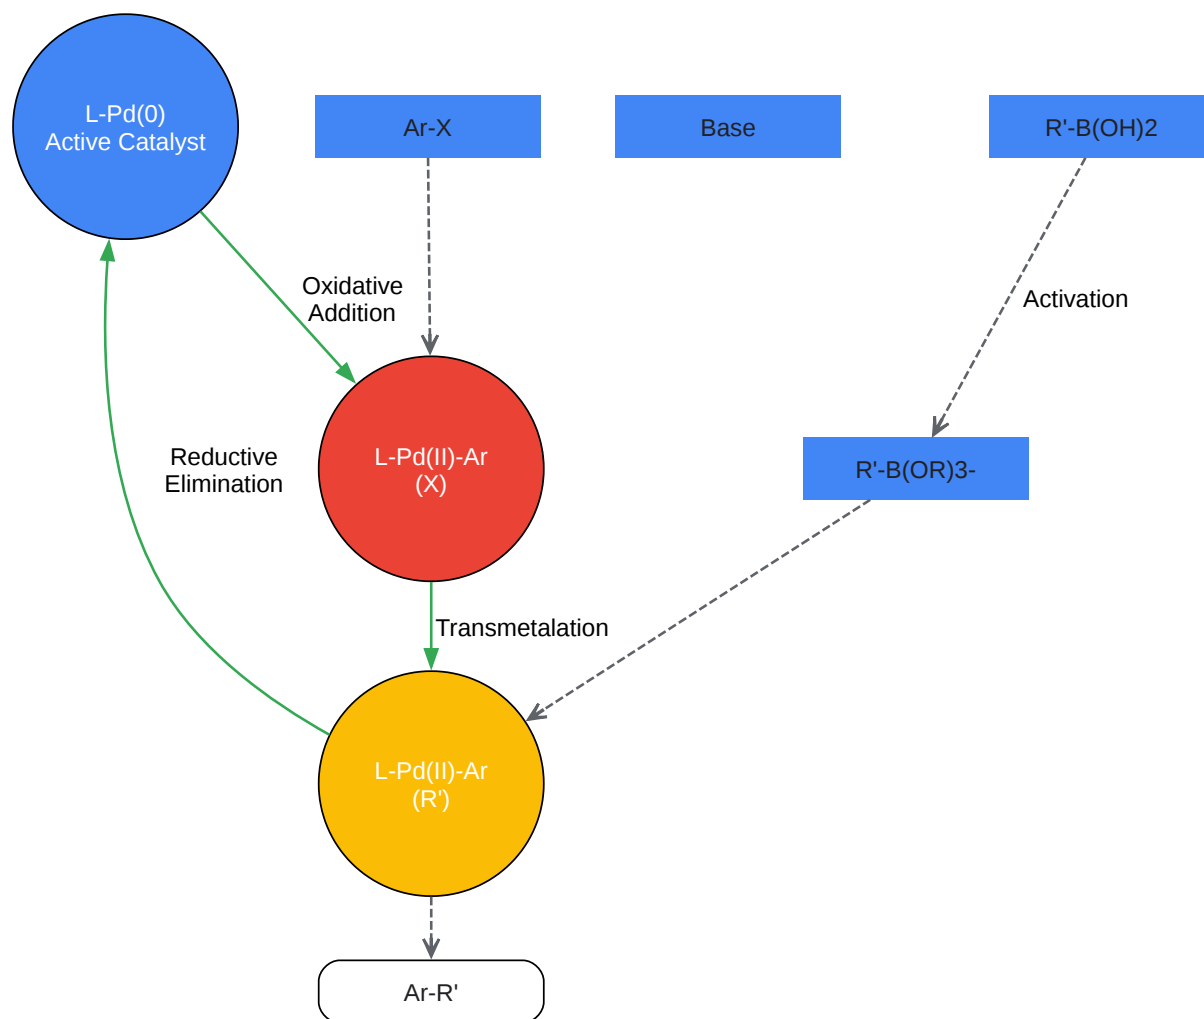 L-Pd(0)
Active Catalyst
Ar-X
Base
R'-B(OH)2
Oxidative
Addition
Activation
Reductive
Elimination
L-Pd(II)-Ar
(X)
R'-B(OR)3-
Transmetalation
L-Pd(II)-Ar
(R')
Ar-R'